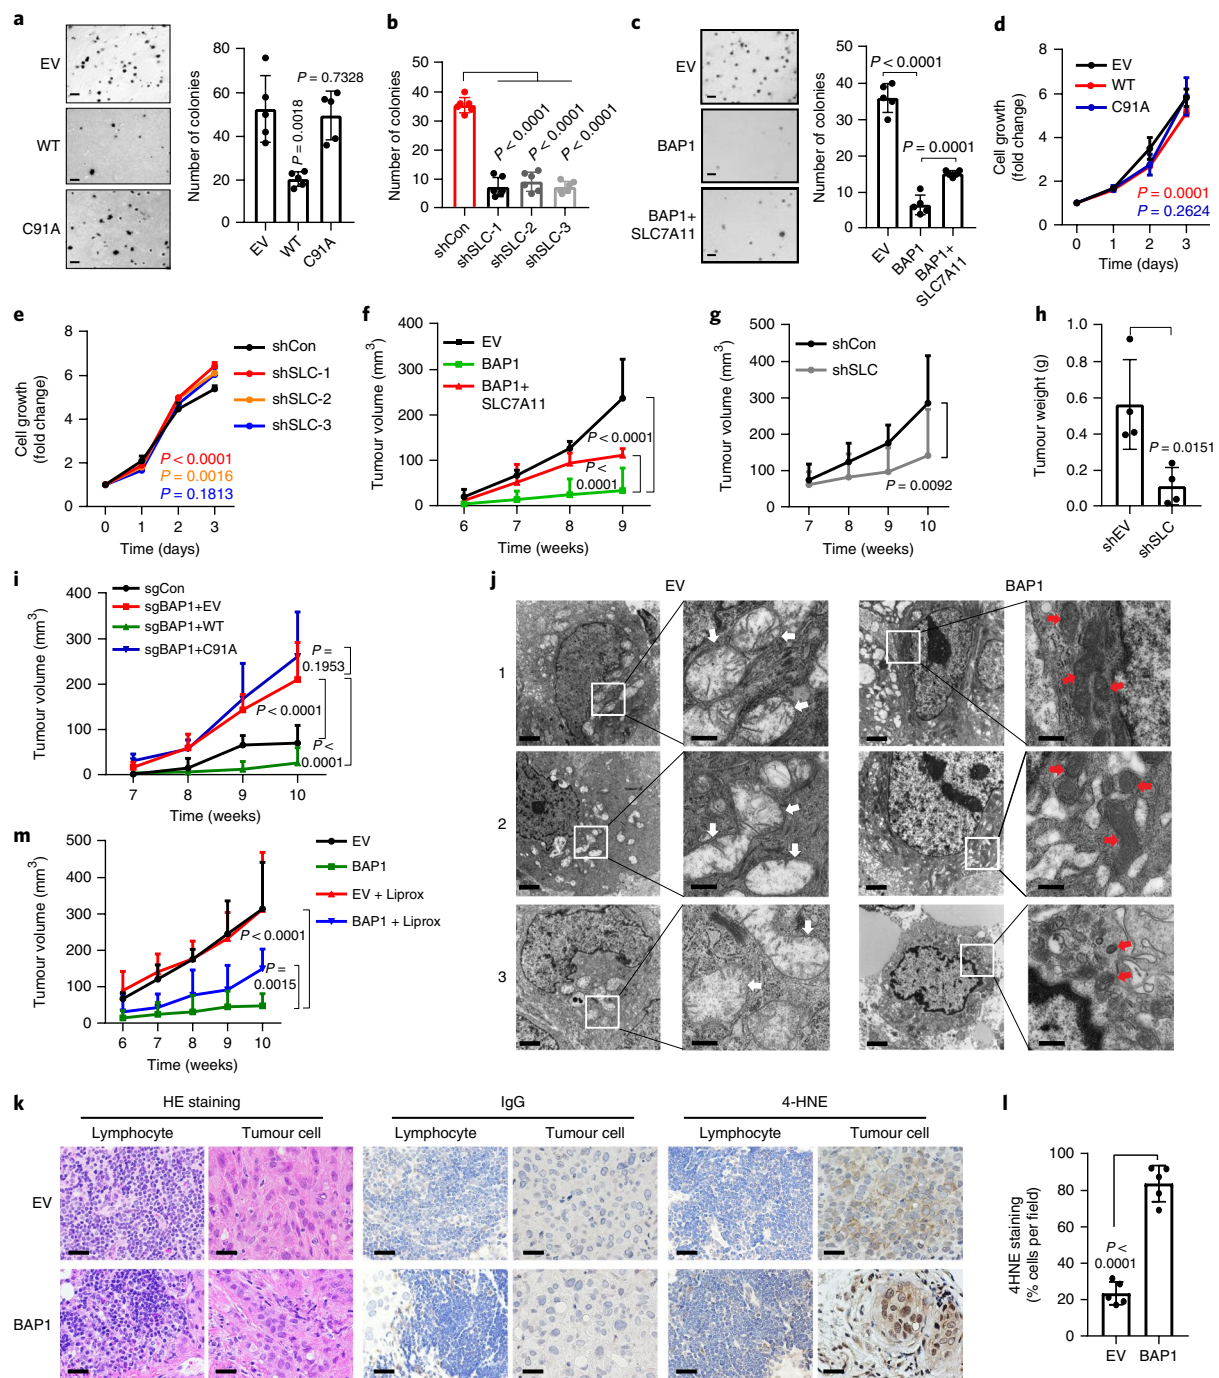 a
EV
WT
C91A
Number of colonies
80
60
40
20
0
P = 0.7328
P = 0.0018
EV
WT
C91A
b
Number of colonies
50
40
30
20
10
0
P < 0.0001
P < 0.0001
P < 0.0001
shCon
shSLC-1
shSLC-2
shSLC-3
c
EV
BAP1
BAP1+
SLC7A11
Number of colonies
50
40
30
20
10
0
P < 0.0001
P = 0.0001
EV
BAP1
BAP1+
SLC7A11
d
Cell growth
(fold change)
8
6
4
2
0
EV
WT
C91A
P = 0.0001
P = 0.2624
0 1 2 3
Time (days)
e
Cell growth
(fold change)
8
6
4
2
0
shCon
shSLC-1
shSLC-2
shSLC-3
P < 0.0001
P = 0.0016
P = 0.1813
0 1 2 3
Time (days)
f
Tumour volume (mm3)
400
300
200
100
0
EV
BAP1
BAP1+
SLC7A11
P < 0.0001
P <
0.0001
6 7 8 9
Time (weeks)
g
Tumour volume (mm3)
500
400
300
200
100
0
shCon
shSLC
P = 0.0092
7 8 9 10
Time (weeks)
h
Tumour weight (g)
1.0
0.8
0.6
0.4
0.2
0.0
P = 0.0151
shEV
shSLC
i
Tumour volume (mm3)
400
300
200
100
0
sgCon
sgBAP1+EV
sgBAP1+WT
sgBAP1+C91A
P =
0.1953
P < 0.0001
P <
0.0001
7 8 9 10
Time (weeks)
j
EV
BAP1
1
2
3
m
Tumour volume (mm3)
500
400
300
200
100
0
EV
BAP1
EV + Liprox
BAP1 + Liprox
P < 0.0001
P =
0.0015
6 7 8 9 10
Time (weeks)
k
HE staining
IgG
4-HNE
Lymphocyte
Tumour cell
Lymphocyte
Tumour cell
Lymphocyte
Tumour cell
EV
BAP1
l
4HNE staining
(% cells per field)
100
80
60
40
20
0
P <
0.0001
EV
BAP1